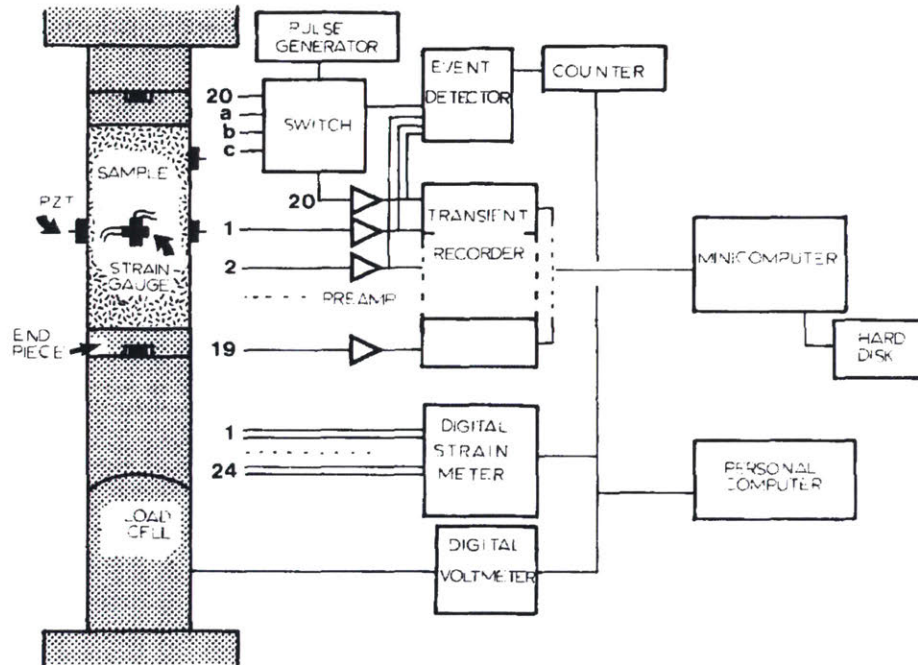 PULSE
GENERATOR
EVENT
DETECTOR
COUNTER
20
a
b
c
SWITCH
SAMPLE
PZT
20
1
2
TRANSIENT
RECORDER
PREAMP
STRAIN
GAUGE
MINICOMPUTER
HARD
DISK
END
PIECE
19
1
24
DIGITAL
STRAIN
METER
PERSONAL
COMPUTER
LOAD
CELL
DIGITAL
VOLTMETER